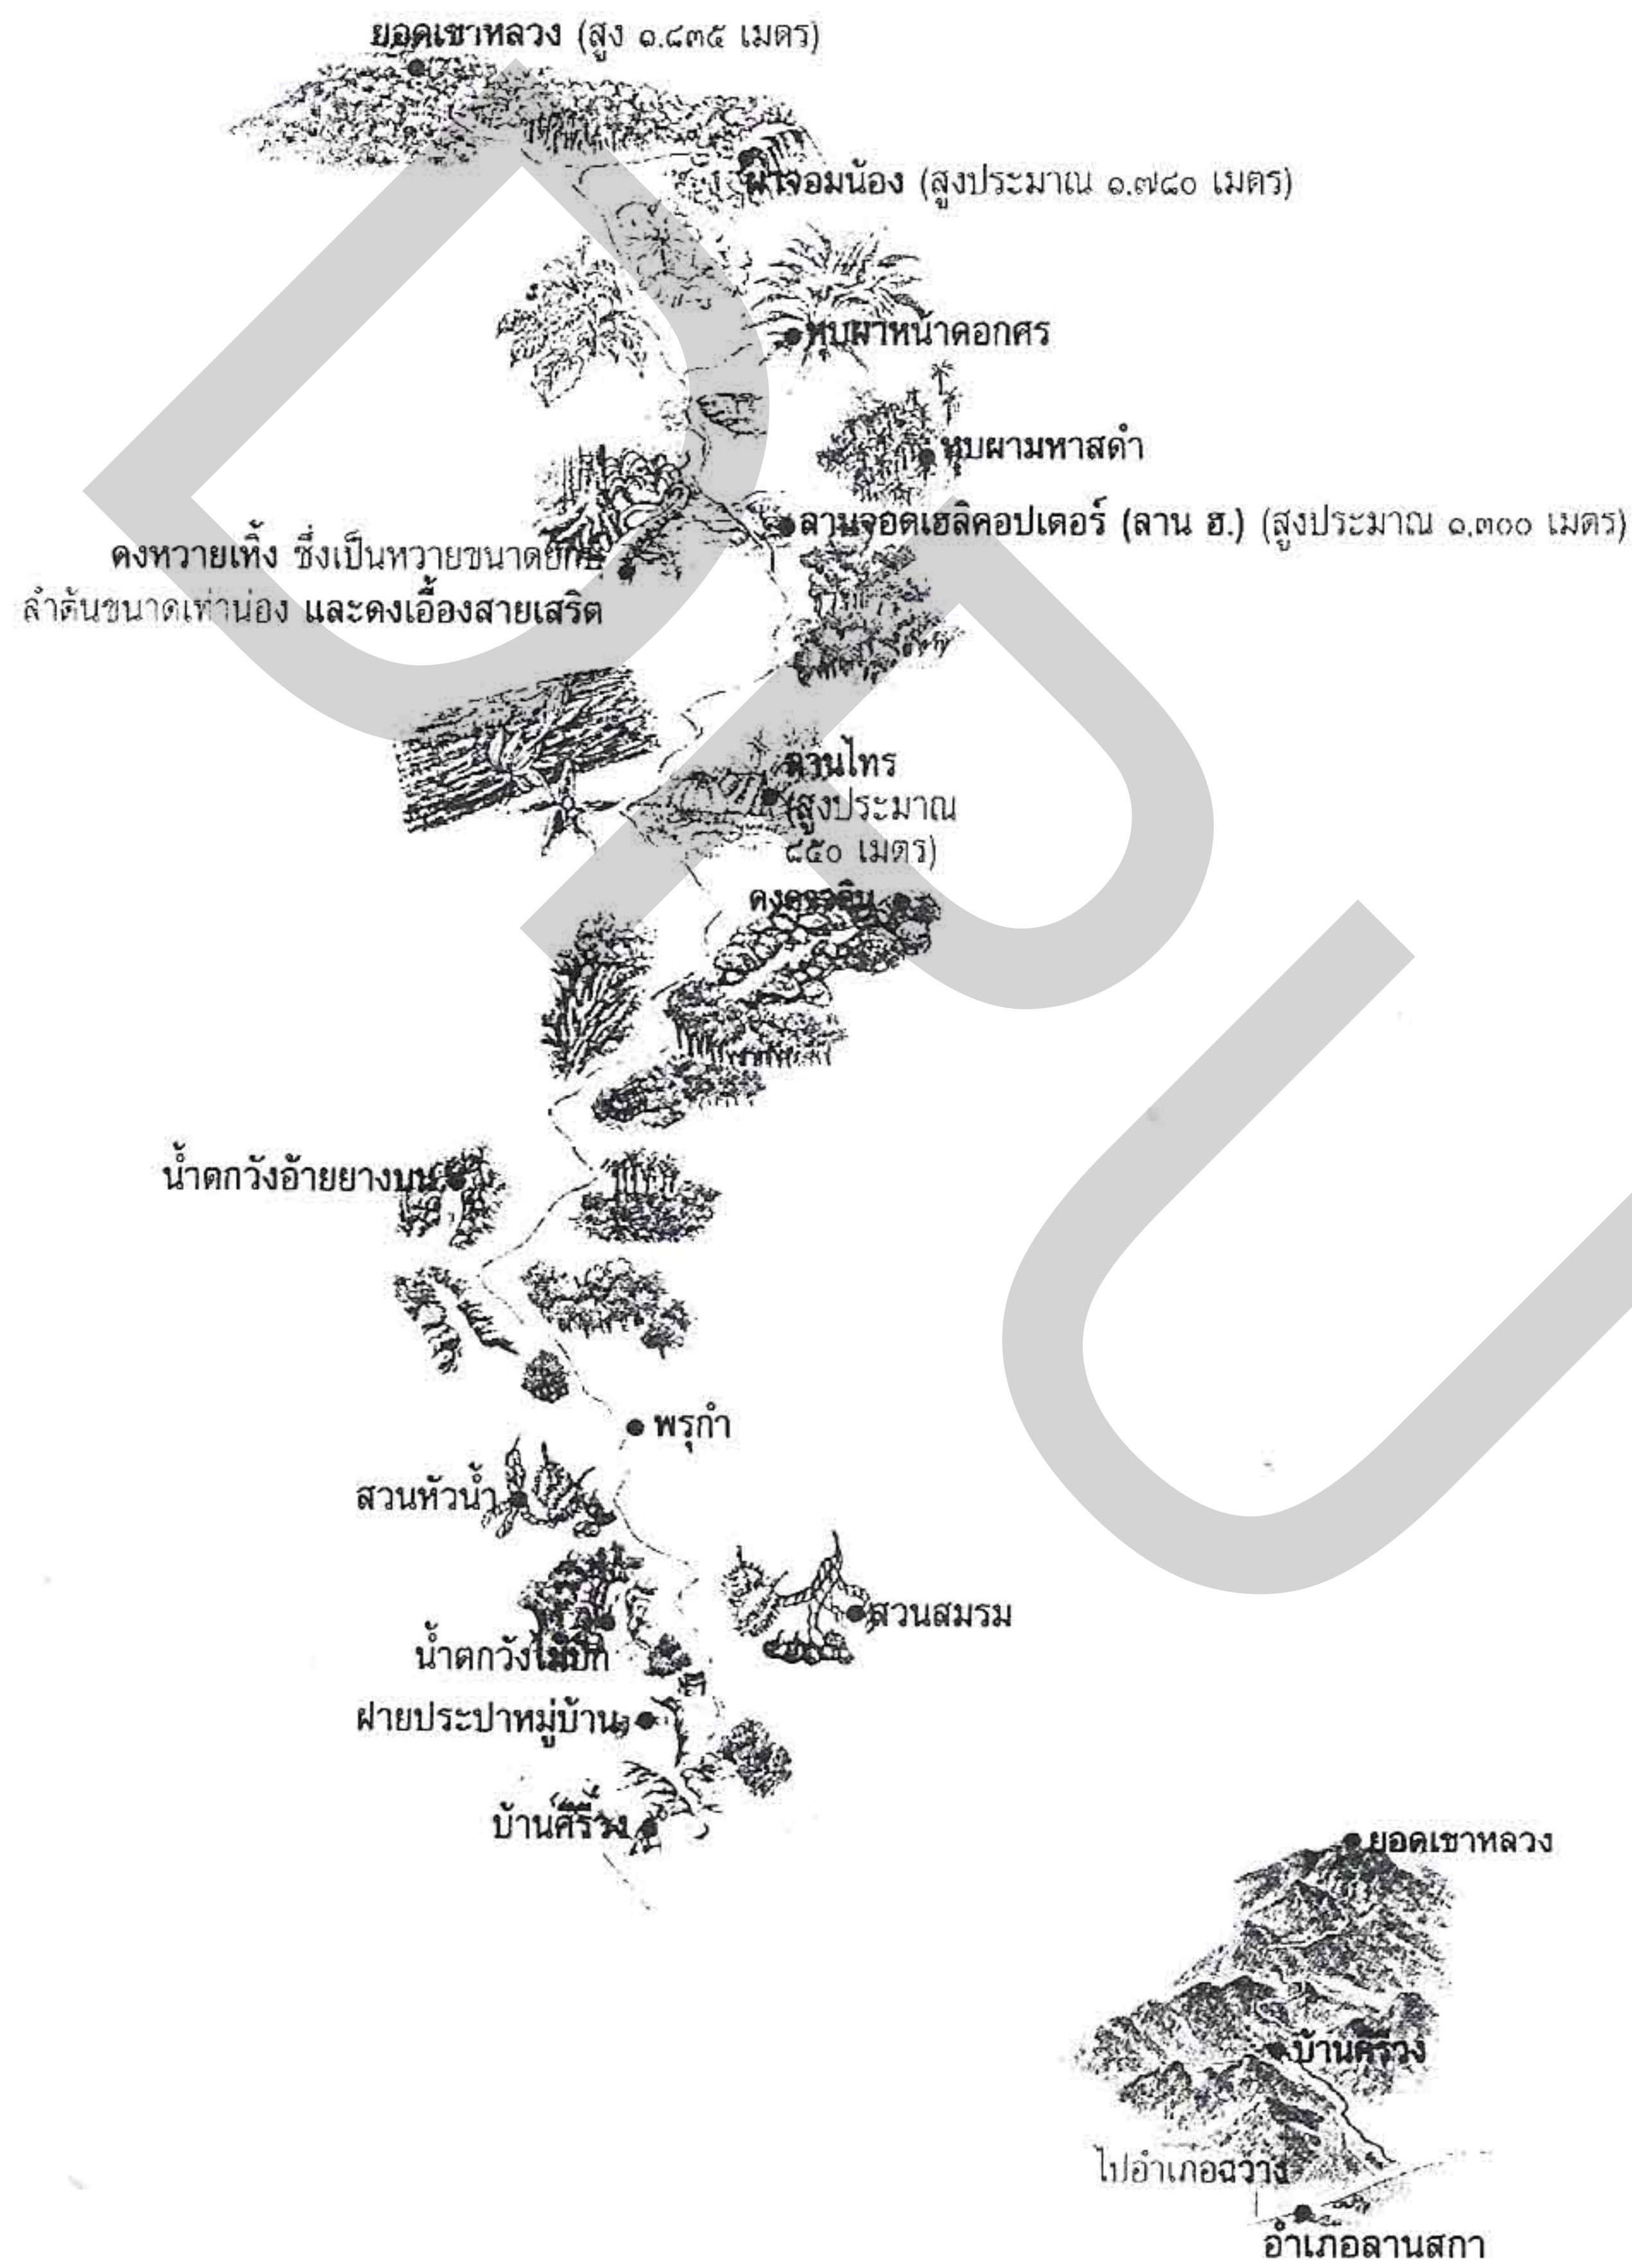 ยอดเขาหลวง (สูง ๑.๘๓๕ เมตร)
ผาจอมน้อง (สูงประมาณ ๑.๗๘๐ เมตร)
หุบผาหน้าดอกศร
หุบผามหาสดำ
ลานจอดเฮลิคอปเตอร์ (ลาน ฮ.) (สูงประมาณ ๑.๓๐๐ เมตร)
ดงหวายเทิ้ง ซึ่งเป็นหวายขนาดยักษ์
ลำต้นขนาดเท่าน่อง และดงเอื้องสายเสริต
ลานไทร
(สูงประมาณ
๘๕๐ เมตร)
น้ำตกวังอ้ายยางบน
พรุกำ
สวนหัวน้ำ
สวนสมรม
น้ำตกวังไม้ปัก
ฝายประปาหมู่บ้าน
บ้านคีรีวง
ยอดเขาหลวง
บ้านคีรีวง
ไปอำเภอฉวาง
อำเภอลานสกา
DPU